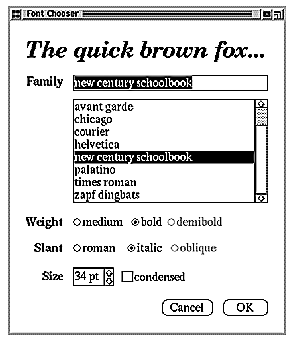 Font Chooser
The quick brown fox...
Family new century schoolbook
avant garde
chicago
courier
helvetica
new century schoolbook
palatino
times roman
zapf dingbats
Weight medium bold demibold
Slant roman italic oblique
Size 34 pt condensed
Cancel OK